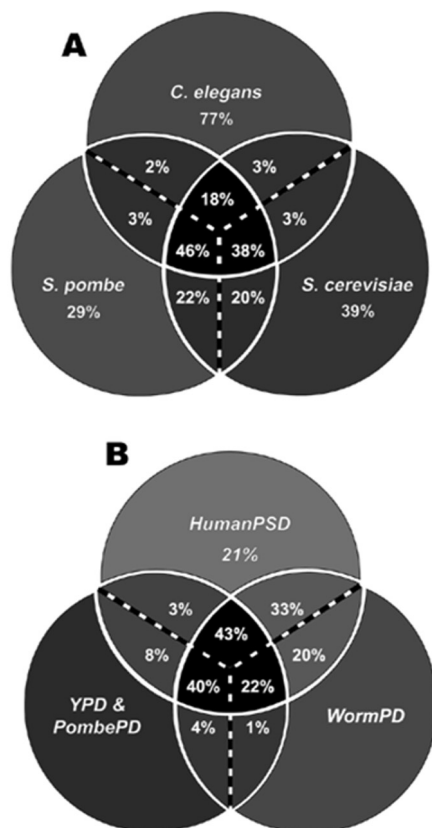 A
C. elegans
77%
2% 3%
18%
3% 3%
46% 38%
S. pombe 22% 20% S. cerevisiae
29% 39%
B
HumanPSD
21%
3% 33%
43%
8% 20%
40% 22%
YPD & WormPD
PombePD 4% 1%